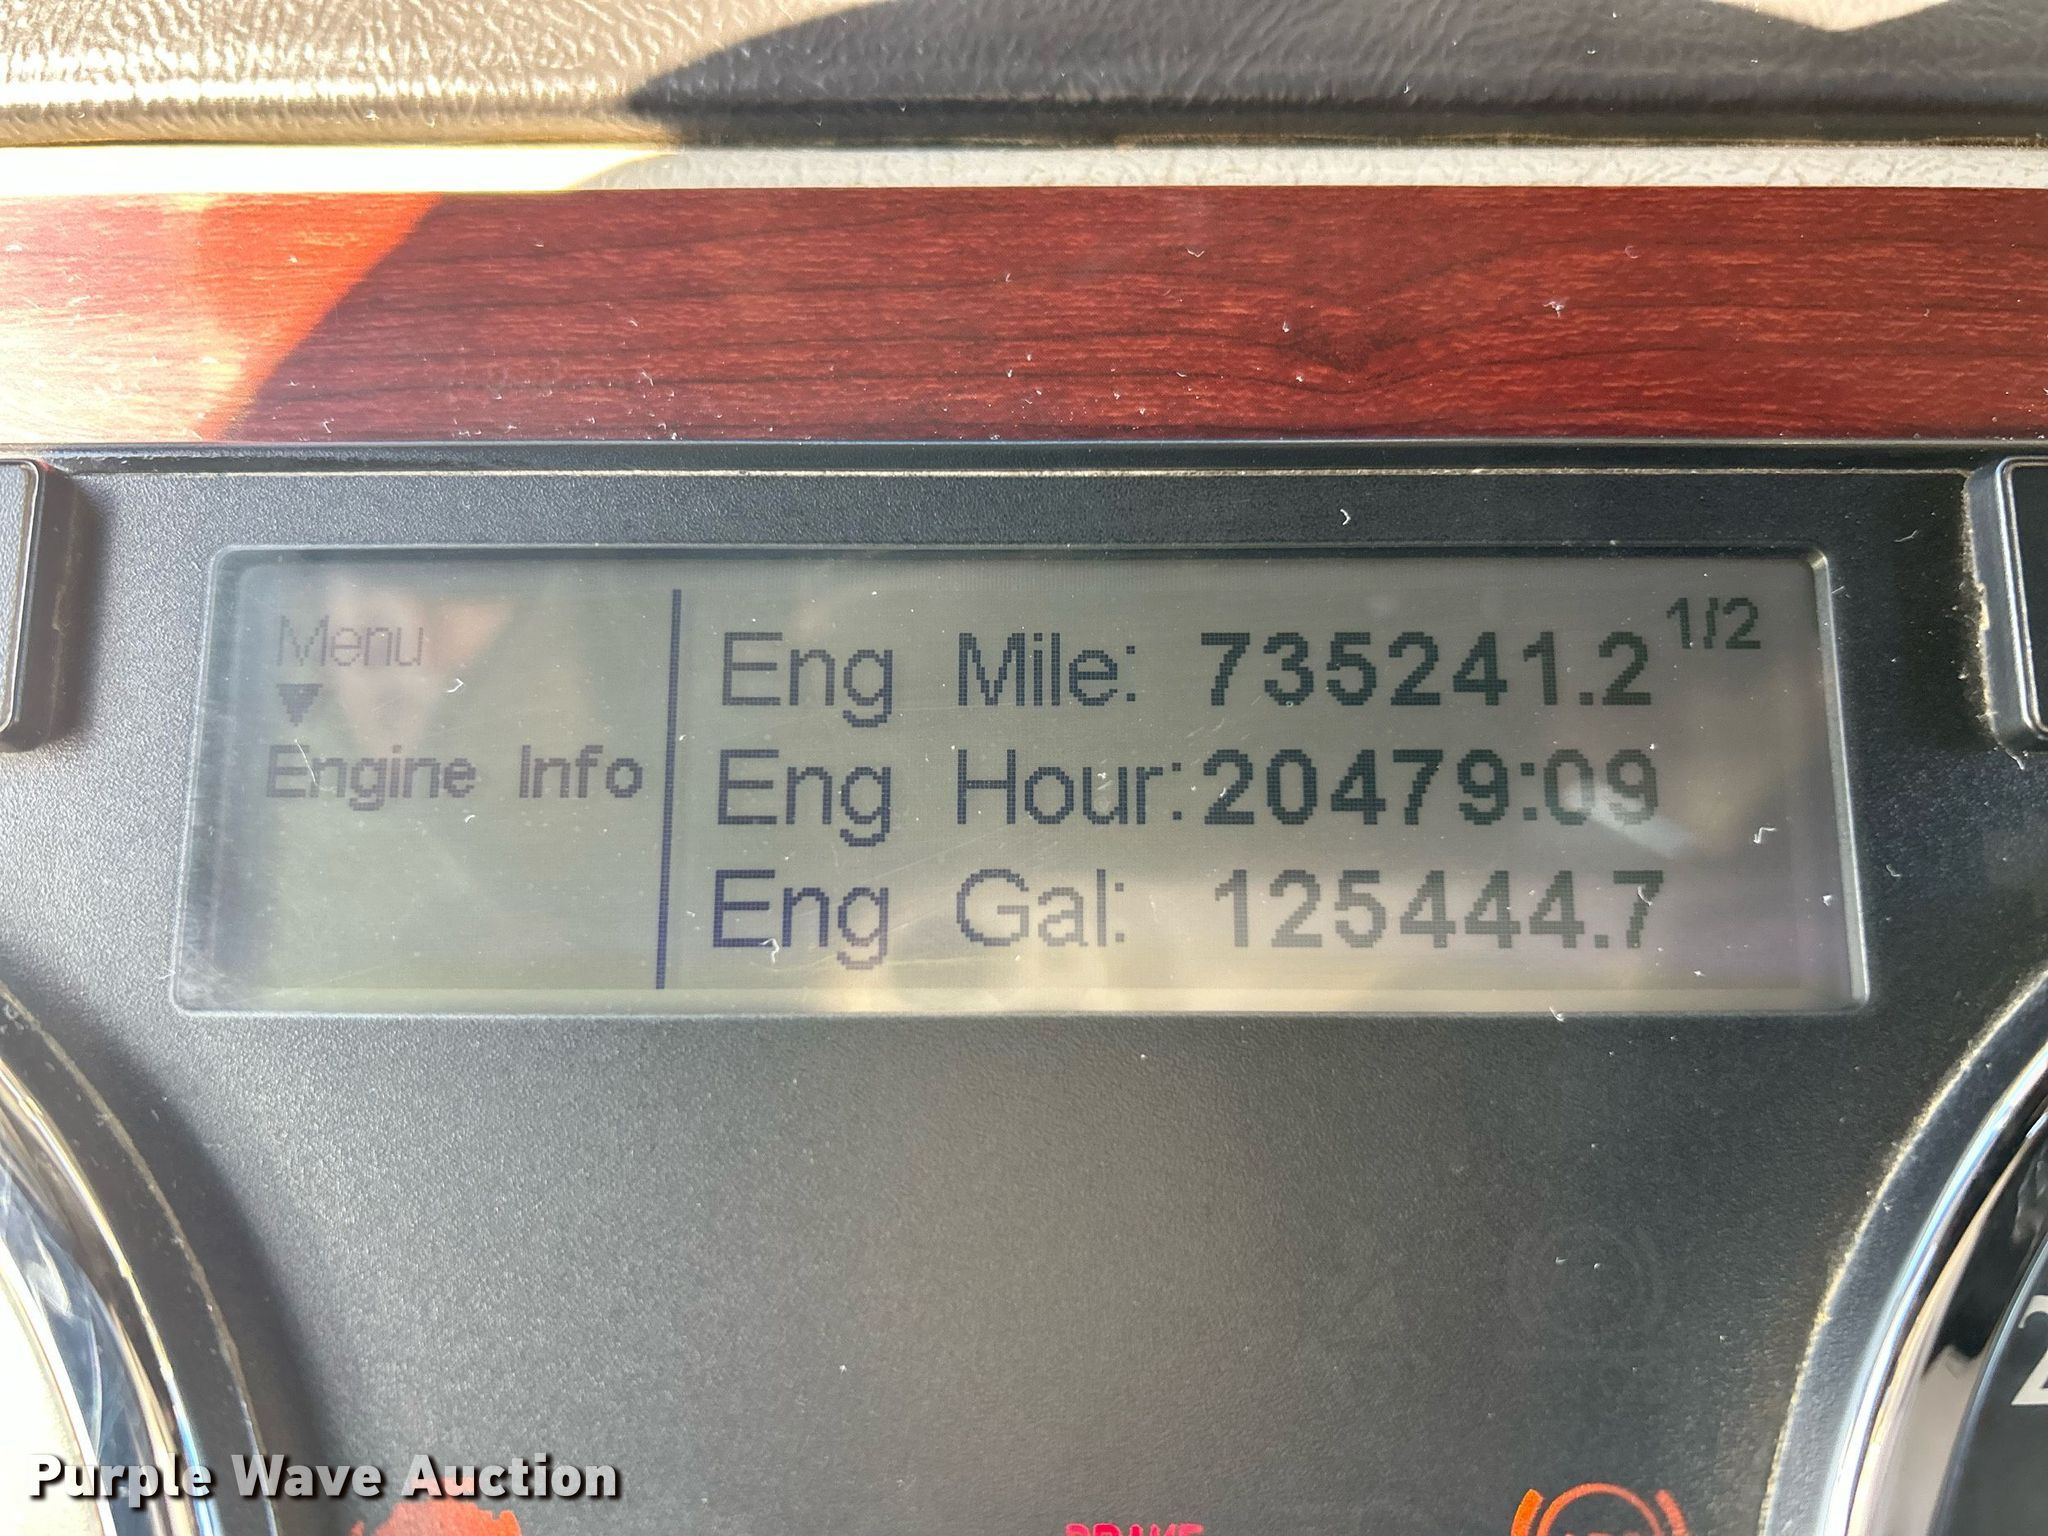 Menu
▼
Engine Info
Eng Mile: 735241.2
1/2
Eng Hour:20479:09
Eng Gal: 125444.7
Purple Wave Auction
BRAKE